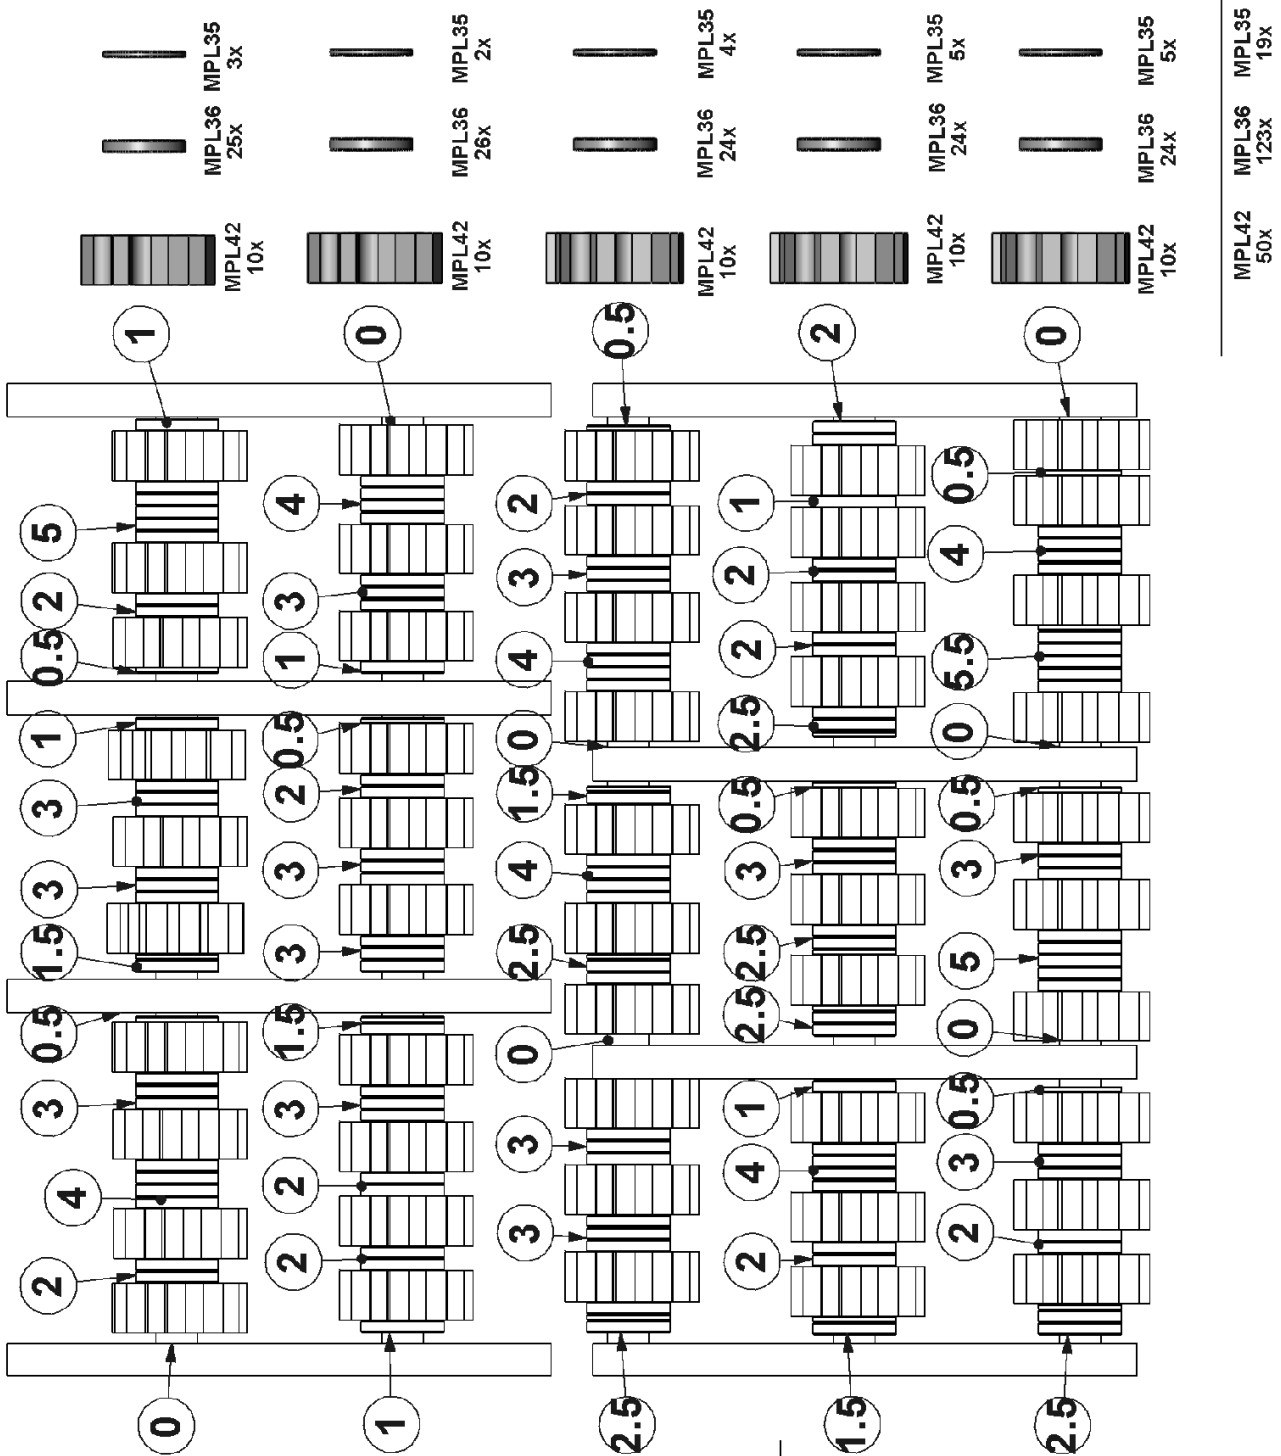 0 2 4 3 0.5 1.5 3 3 1 0.5 2 5 1
MPL42 MPL36 MPL35
10x 25x 3x
1 2 2 3 1.5 3 3 2 0.5 1 3 4 0
MPL42 MPL36 MPL35
10x 26x 2x
2.5 3 3 0 2.5 4 1.5 0 4 3 2 0.5
MPL42 MPL36 MPL35
10x 24x 4x
1.5 2 4 1 2.5 2.5 3 0.5 2.5 2 2 1 2
MPL42 MPL36 MPL35
10x 24x 5x
2.5 2 3 0.5 0 5 3 0.5 0 5.5 4 0.5 0
MPL42 MPL36 MPL35
10x 24x 5x
MPL42 MPL36 MPL35
50x 123x 19x